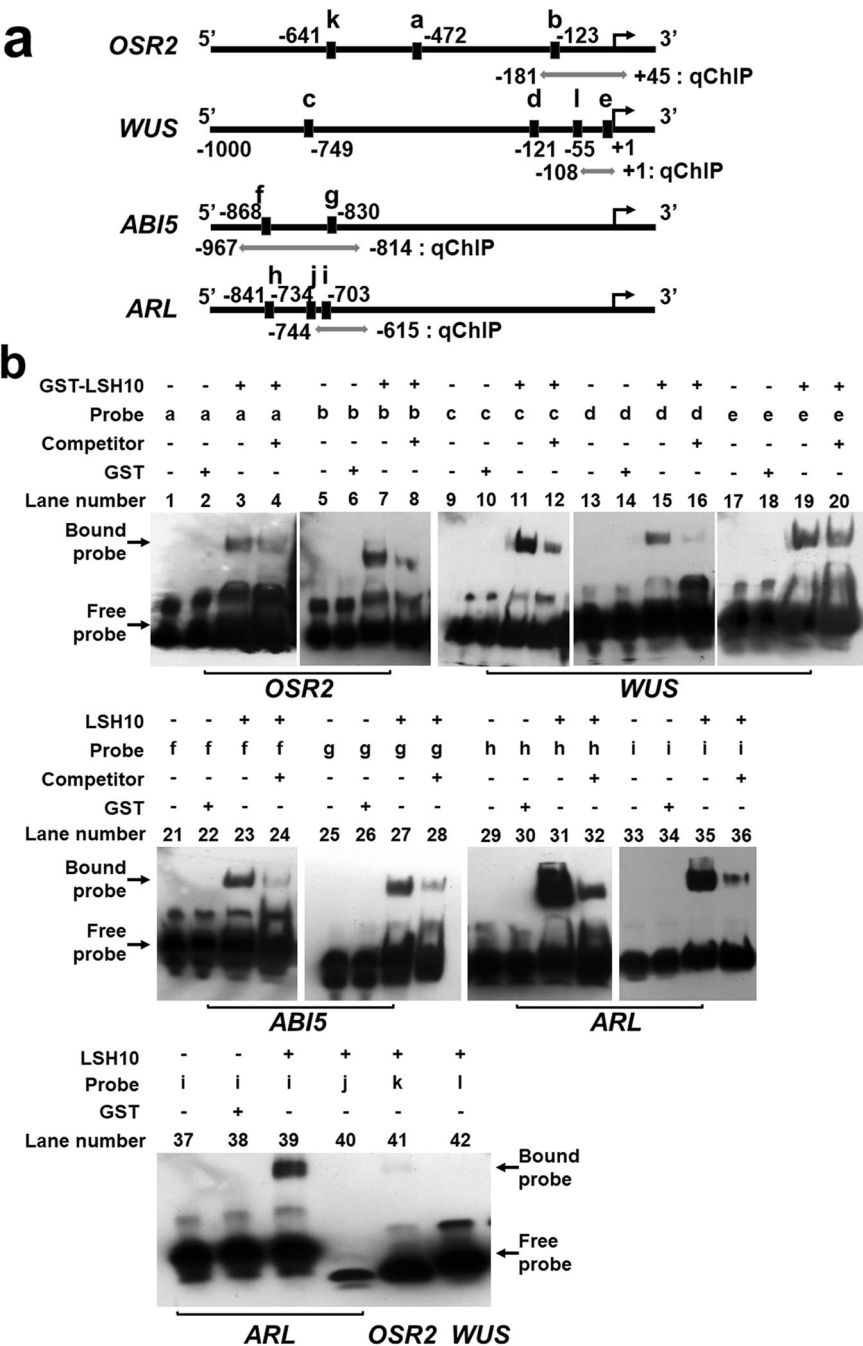 a
k a b
OSR2 5’ -641 -472 -123 3’
-181 +45 : qChIP
c d l e
WUS 5’ 3’
-1000 -749 -121 -55 +1
-108 +1: qChIP
f g
ABI5 5’ -868 -830 3’
-967 -814 : qChIP
h j i
ARL 5’ -841 -734 -703 3’
-744 -615 : qChIP
b
GST-LSH10 - - + + - - + + - - + + - - + + - - + +
Probe a a a a b b b b c c c c d d d d e e e e
Competitor - - - + - - - + - - - + - - - + - - - +
GST - + - - - + - - - + - - - + - - - + - -
Lane number 1 2 3 4 5 6 7 8 9 10 11 12 13 14 15 16 17 18 19 20
Bound probe
Free probe
OSR2 WUS
LSH10 - - + + - - + + - - + + - - + +
Probe f f f f g g g g h h h h i i i i
Competitor - - - + - - - + - - - + - - - +
GST - + - - - + - - - + - - - + - -
Lane number 21 22 23 24 25 26 27 28 29 30 31 32 33 34 35 36
Bound probe
Free probe
ABI5 ARL
LSH10 - - + + + +
Probe i i i j k l
GST - + - - - -
Lane number 37 38 39 40 41 42
Bound probe
Free probe
ARL OSR2 WUS